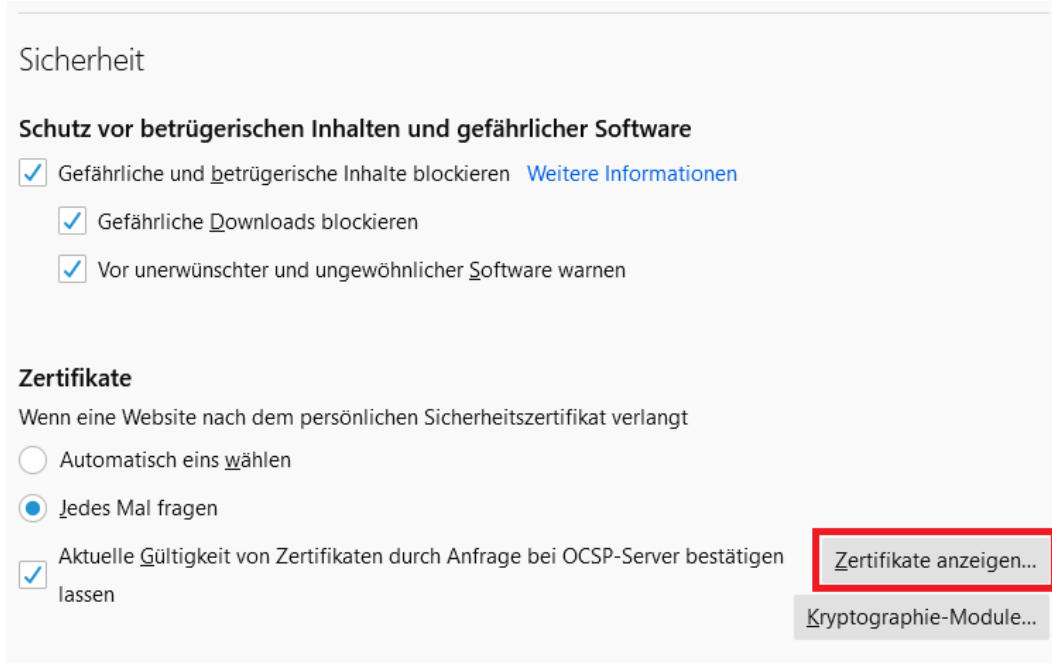 Sicherheit
Schutz vor betrügerischen Inhalten und gefährlicher Software
Gefährliche und betrügerische Inhalte blockieren Weitere Informationen
Gefährliche Downloads blockieren
Vor unerwünschter und ungewöhnlicher Software warnen
Zertifikate
Wenn eine Website nach dem persönlichen Sicherheitszertifikat verlangt
Automatisch eins wählen
Jedes Mal fragen
Aktuelle Gültigkeit von Zertifikaten durch Anfrage bei OCSP-Server bestätigen
lassen
Zertifikate anzeigen...
Kryptographie-Module...